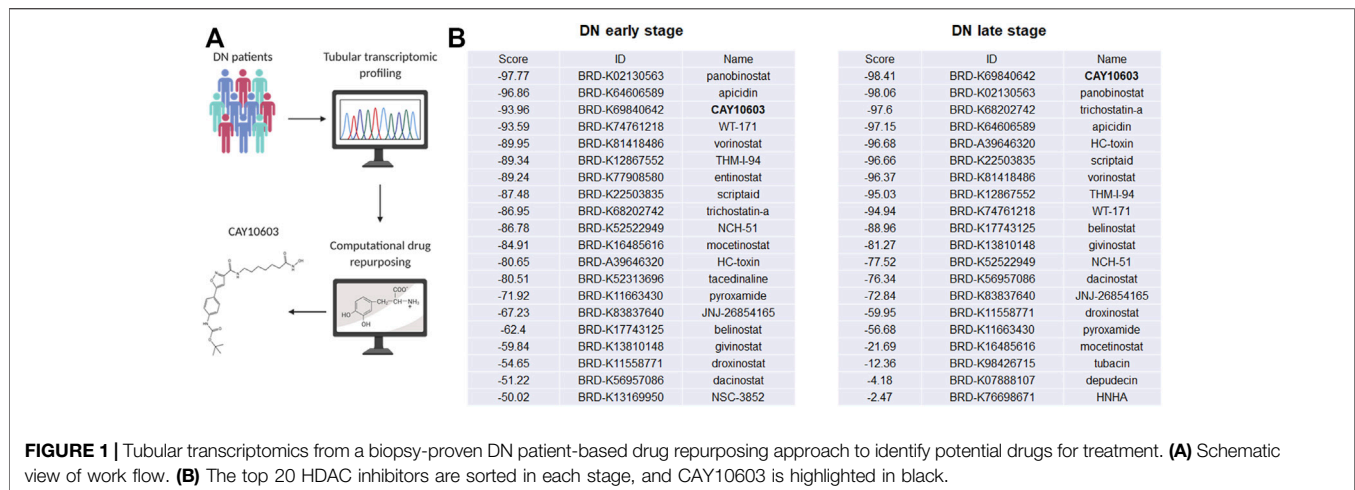 A
DN patients
Tubular transcriptomic
profiling
CAY10603
Computational drug
repurposing
COO⁻
CH₂ CH NH₃
+
HO
OH
B
DN early stage
Score ID Name
-97.77 BRD-K02130563 panobinostat
-96.86 BRD-K64606589 apicidin
-93.96 BRD-K69840642 CAY10603
-93.59 BRD-K74761218 WT-171
-89.95 BRD-K81418486 vorinostat
-89.34 BRD-K12867552 THM-I-94
-89.24 BRD-K77908580 entinostat
-87.48 BRD-K22503835 scriptaid
-86.95 BRD-K68202742 trichostatin-a
-86.78 BRD-K52522949 NCH-51
-84.91 BRD-K16485616 mocetinostat
-80.65 BRD-A39646320 HC-toxin
-80.51 BRD-K52313696 tacedinaline
-71.92 BRD-K11663430 pyroxamide
-67.23 BRD-K83837640 JNJ-26854165
-62.4 BRD-K17743125 belinostat
-59.84 BRD-K13810148 givinostat
-54.65 BRD-K11558771 droxinostat
-51.22 BRD-K56957086 dacinostat
-50.02 BRD-K13169950 NSC-3852
DN late stage
Score ID Name
-98.41 BRD-K69840642 CAY10603
-98.06 BRD-K02130563 panobinostat
-97.6 BRD-K68202742 trichostatin-a
-97.15 BRD-K64606589 apicidin
-96.68 BRD-A39646320 HC-toxin
-96.66 BRD-K22503835 scriptaid
-96.37 BRD-K81418486 vorinostat
-95.03 BRD-K12867552 THM-I-94
-94.94 BRD-K74761218 WT-171
-88.96 BRD-K17743125 belinostat
-81.27 BRD-K13810148 givinostat
-77.52 BRD-K52522949 NCH-51
-76.34 BRD-K56957086 dacinostat
-72.84 BRD-K83837640 JNJ-26854165
-59.95 BRD-K11558771 droxinostat
-56.68 BRD-K11663430 pyroxamide
-21.69 BRD-K16485616 mocetinostat
-12.36 BRD-K98426715 tubacin
-4.18 BRD-K07888107 depudecin
-2.47 BRD-K76698671 HNHA
FIGURE 1 | Tubular transcriptomics from a biopsy-proven DN patient-based drug repurposing approach to identify potential drugs for treatment. (A) Schematic
view of work flow. (B) The top 20 HDAC inhibitors are sorted in each stage, and CAY10603 is highlighted in black.